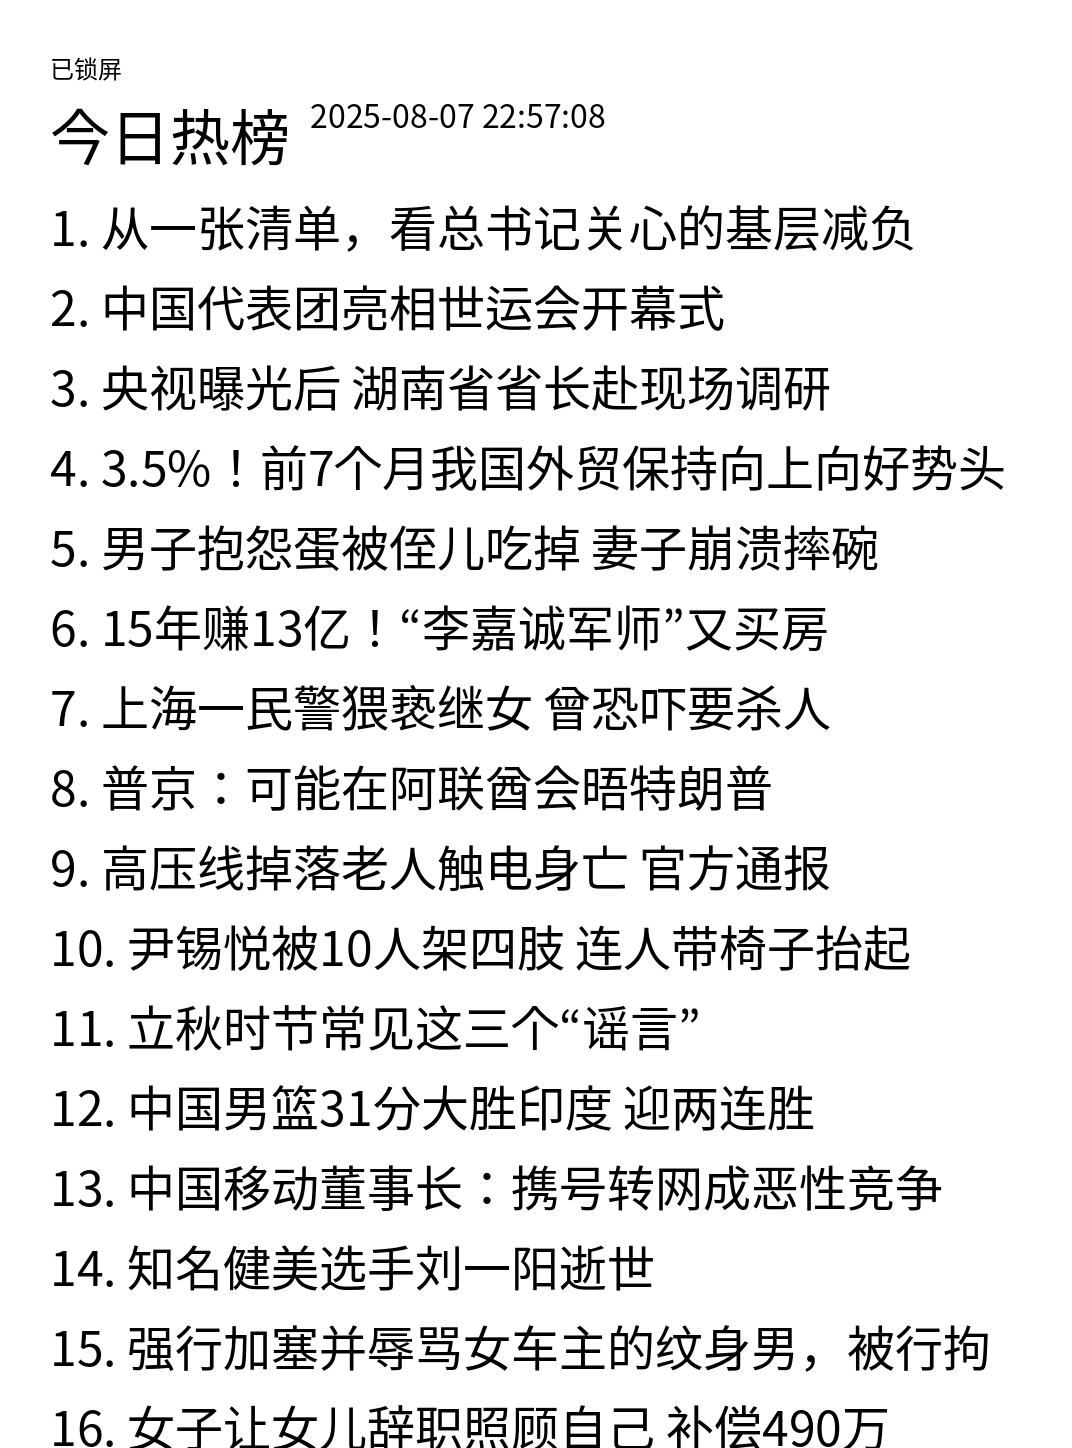 已锁屏
今日热榜 2025-08-07 22:57:08
1. 从一张清单，看总书记关心的基层减负
2. 中国代表团亮相世运会开幕式
3. 央视曝光后 湖南省省长赴现场调研
4. 3.5%！前7个月我国外贸保持向上向好势头
5. 男子抱怨蛋被侄儿吃掉 妻子崩溃摔碗
6. 15年赚13亿！“李嘉诚军师”又买房
7. 上海一民警猥亵继女 曾恐吓要杀人
8. 普京：可能在阿联酋会晤特朗普
9. 高压线掉落老人触电身亡 官方通报
10. 尹锡悦被10人架四肢 连人带椅子抬起
11. 立秋时节常见这三个“谣言”
12. 中国男篮31分大胜印度 迎两连胜
13. 中国移动董事长：携号转网成恶性竞争
14. 知名健美选手刘一阳逝世
15. 强行加塞并辱骂女车主的纹身男，被行拘
16. 女子让女儿辞职照顾自己 补偿490万